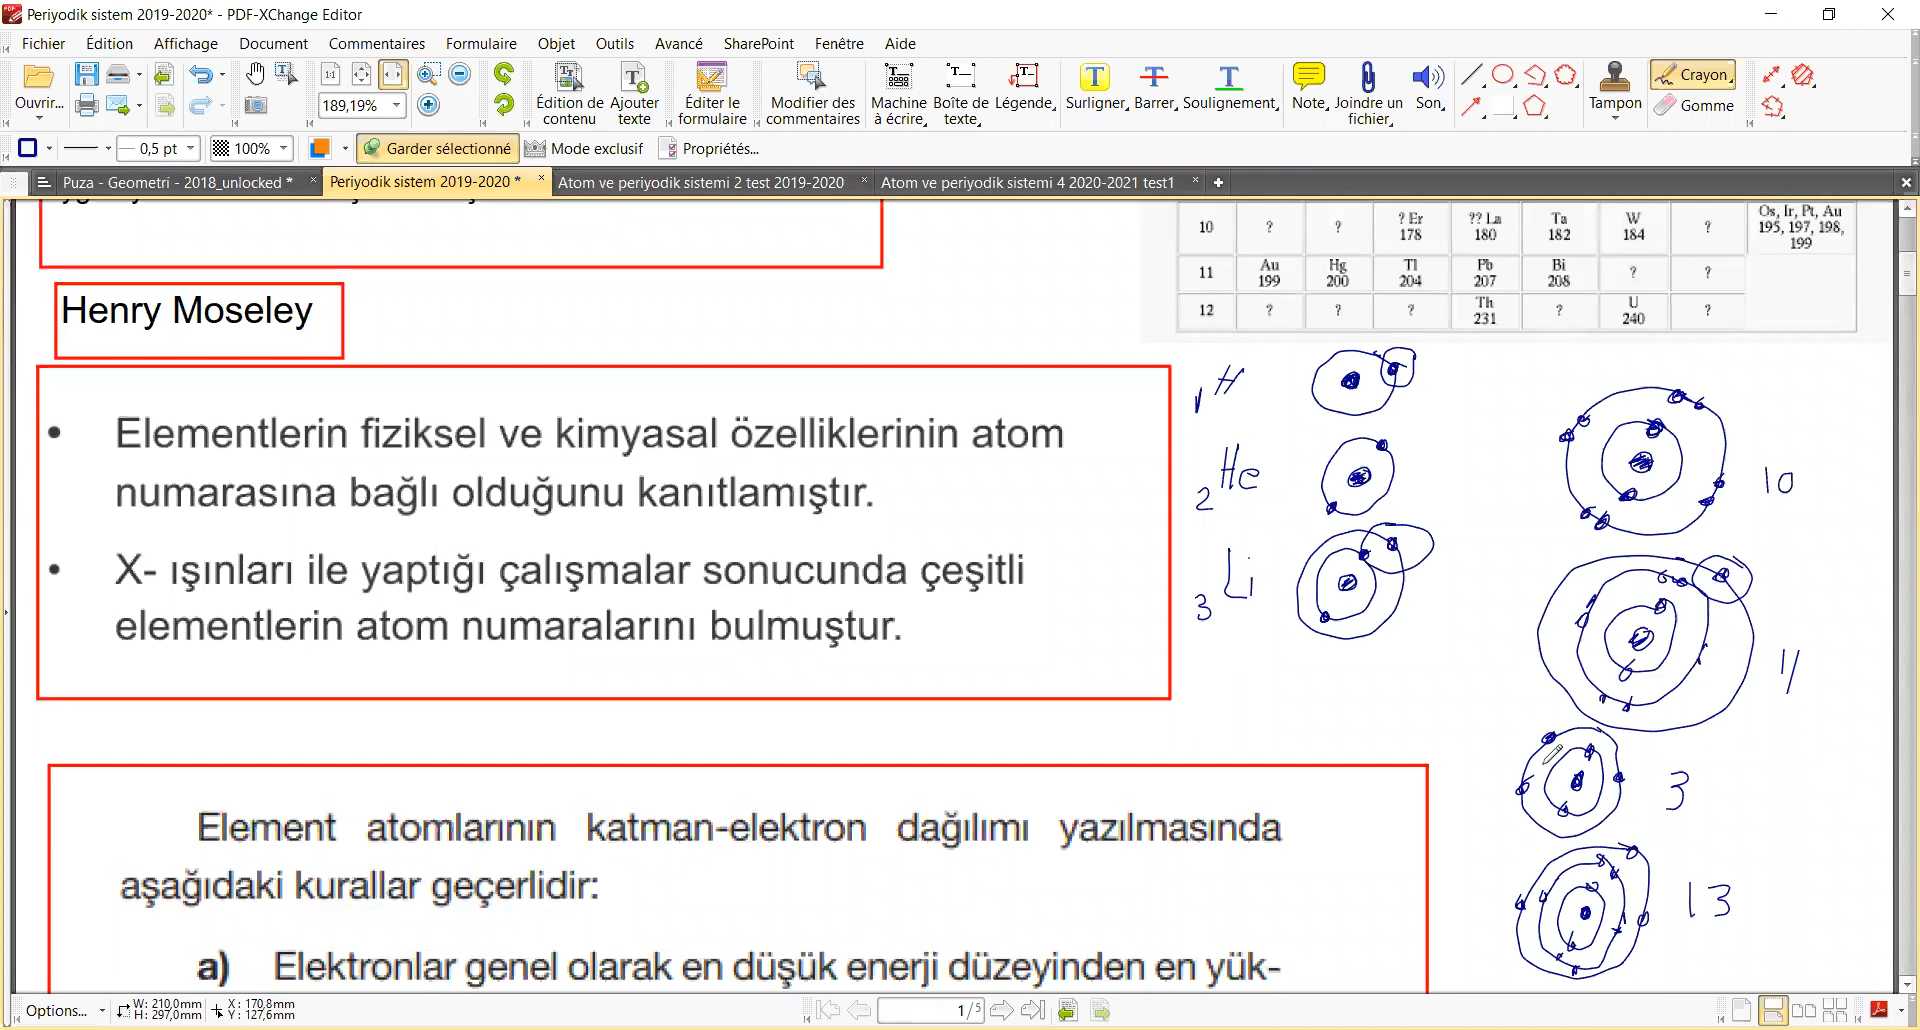 Periyodik sistem 2019-2020* - PDF-XChange Editor
Fichier Édition Affichage Document Commentaires Formulaire Objet Outils Avancé SharePoint Fenêtre Aide
Ouvrir... 189,19% Édition de contenu Ajouter texte Éditer le formulaire Modifier des commentaires Machine à écrire Boîte de texte Légende Surligner Barrer Soulignement Note Joindre un fichier Son Tampon Crayon Gomme
0,5 pt 100% Garder sélectionné Mode exclusif Propriétés...
Puza - Geometri - 2018_unlocked * Periyodik sistem 2019-2020 * Atom ve periyodik sistemi 2 test 2019-2020 Atom ve periyodik sistemi 4 2020-2021 test1
10 ? ? ? Er 178 ?? La 180 Ta 182 W 184 ? Os, Ir, Pt, Au 195, 197, 198, 199
11 Au 199 Hg 200 Tl 204 Pb 207 Bi 208 ? ?
12 ? ? ? Th 231 ? U 240 ?
Henry Moseley
• Elementlerin fiziksel ve kimyasal özelliklerinin atom
numarasına bağlı olduğunu kanıtlamıştır.
• X- ışınları ile yaptığı çalışmalar sonucunda çeşitli
elementlerin atom numaralarını bulmuştur.
1H
2He
3Li
10
11
3
13
Element atomlarının katman-elektron dağılımı yazılmasında
aşağıdaki kurallar geçerlidir:
a) Elektronlar genel olarak en düşük enerji düzeyinden en yük-
Options... W: 210,0mm H: 297,0mm X: 170,8mm Y: 127,6mm 1/5